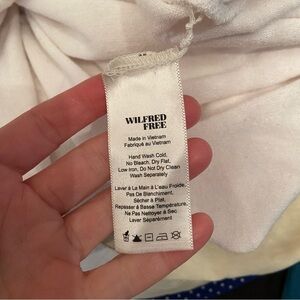 WILFRED
FREE
Made in Vietnam
Fabriqué au Vietnam
Hand Wash Cold,
No Bleach, Dry Flat,
Low Iron, Do Not Dry Clean
Wash Separately
Laver à La Main à L'eau Froide,
Pas De Blanchiment,
Sécher à Plat,
Repasser à Basse Température,
Ne Pas Nettoyer à Sec
Laver Séparément